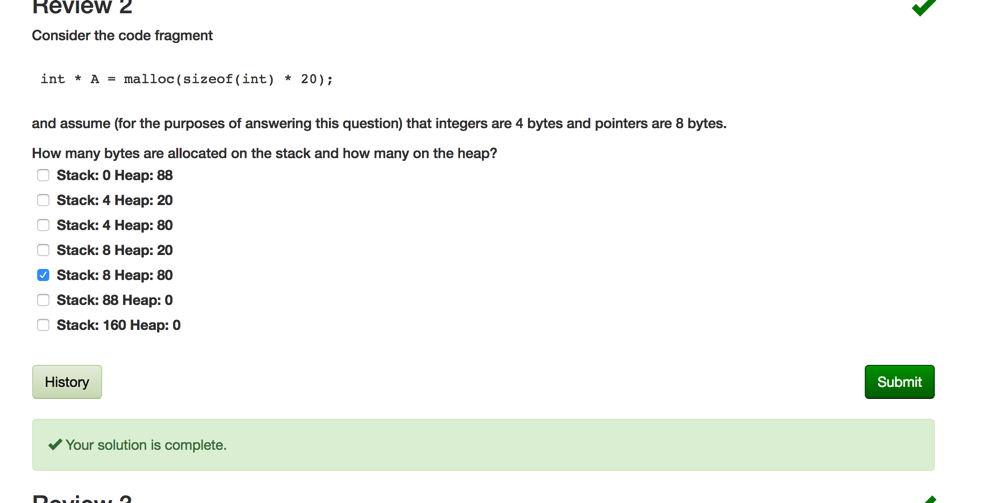 Review 2
Consider the code fragment
int * A = malloc(sizeof(int) * 20);
and assume (for the purposes of answering this question) that integers are 4 bytes and pointers are 8 bytes.
How many bytes are allocated on the stack and how many on the heap?
Stack: 0 Heap: 88
Stack: 4 Heap: 20
Stack: 4 Heap: 80
Stack: 8 Heap: 20
Stack: 8 Heap: 80
Stack: 88 Heap: 0
Stack: 160 Heap: 0
History
Submit
Your solution is complete.